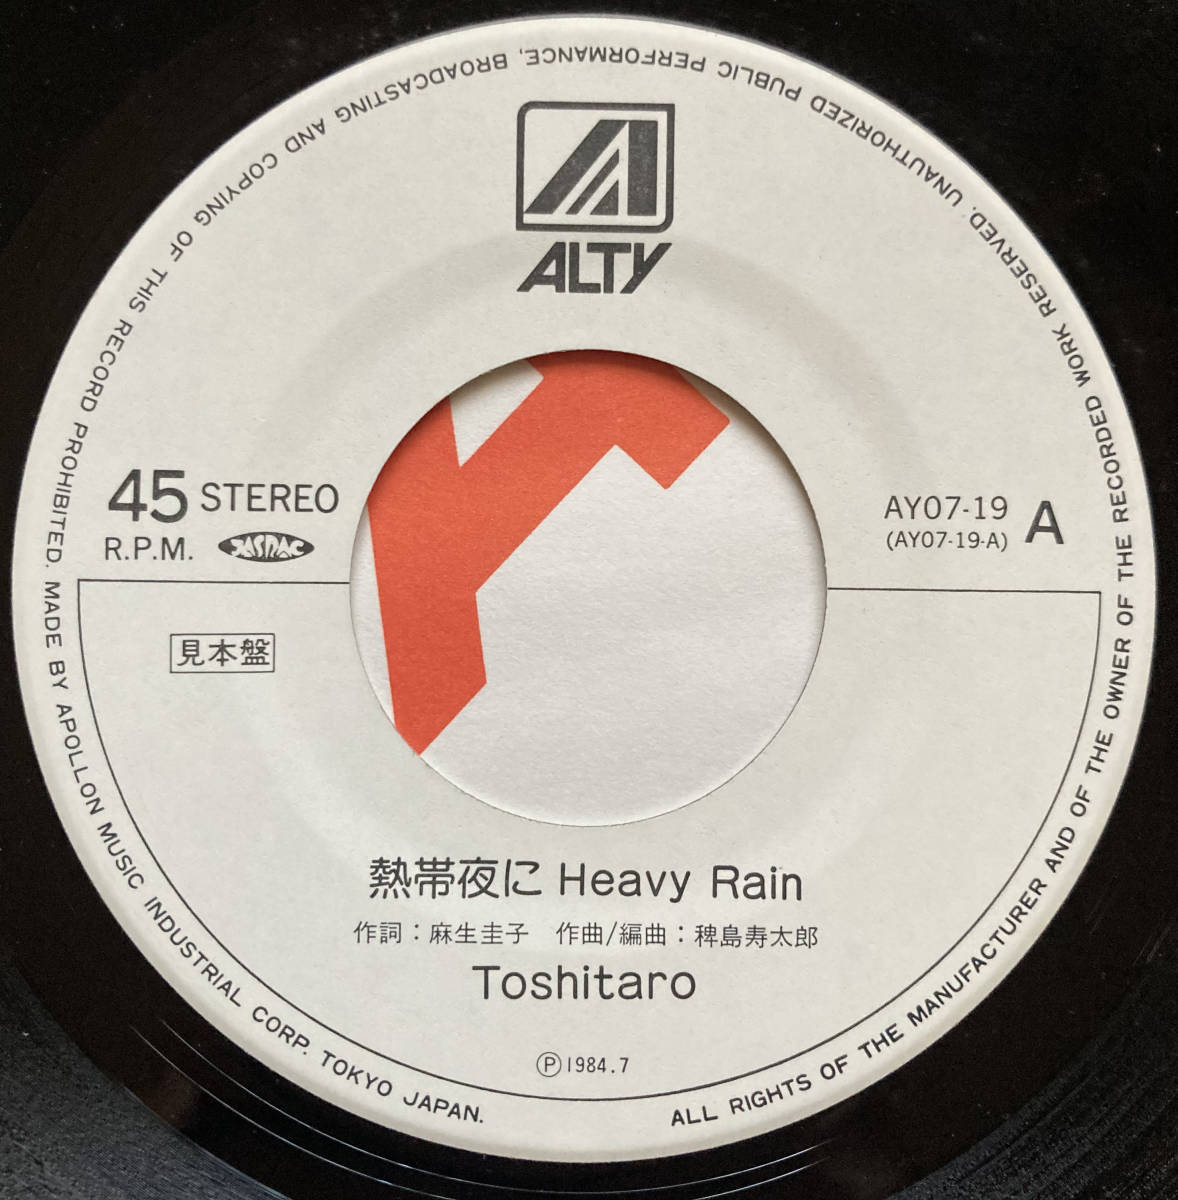 ALTY
45 STEREO
R.P.M. JASRAC
AY07-19 A
(AY07-19-A)
見本盤
熱帯夜に Heavy Rain
作詞：麻生圭子 作曲/編曲：稗島寿太郎
Toshitaro
Ⓟ1984.7
ALL RIGHTS OF THE MANUFACTURER AND OF THE OWNER OF THE RECORDED WORK RESERVED. UNAUTHORIZED PUBLIC PERFORMANCE, BROADCASTING AND COPYING OF THIS RECORD PROHIBITED. MADE BY APOLLON MUSIC INDUSTRIAL CORP. TOKYO JAPAN.